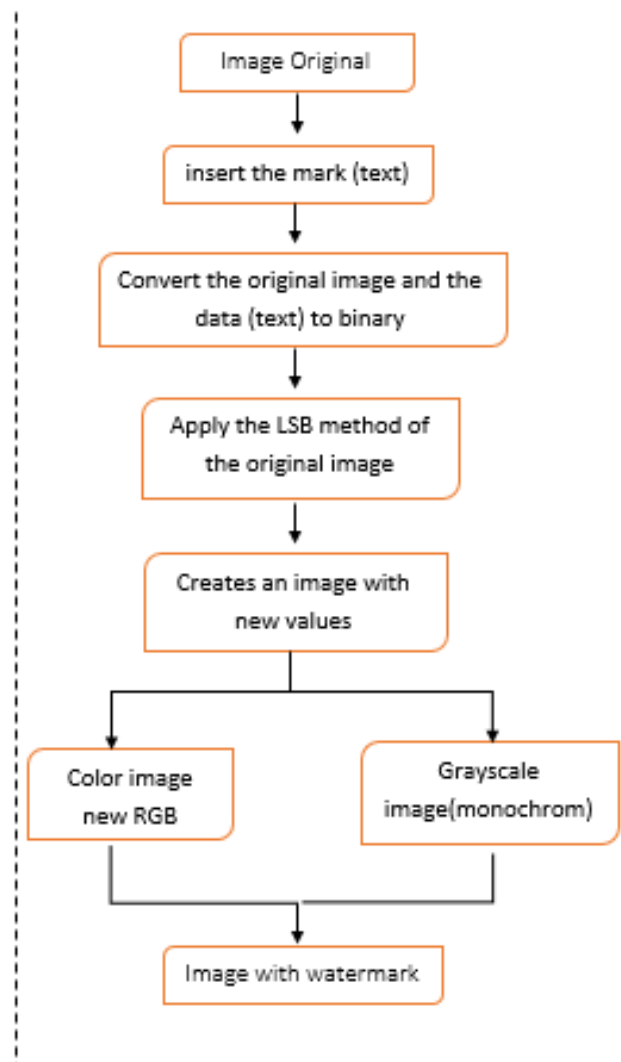 Image Original
insert the mark (text)
Convert the original image and the
data (text) to binary
Apply the LSB method of
the original image
Creates an image with
new values
Color image
new RGB
Grayscale
image(monochrom)
Image with watermark